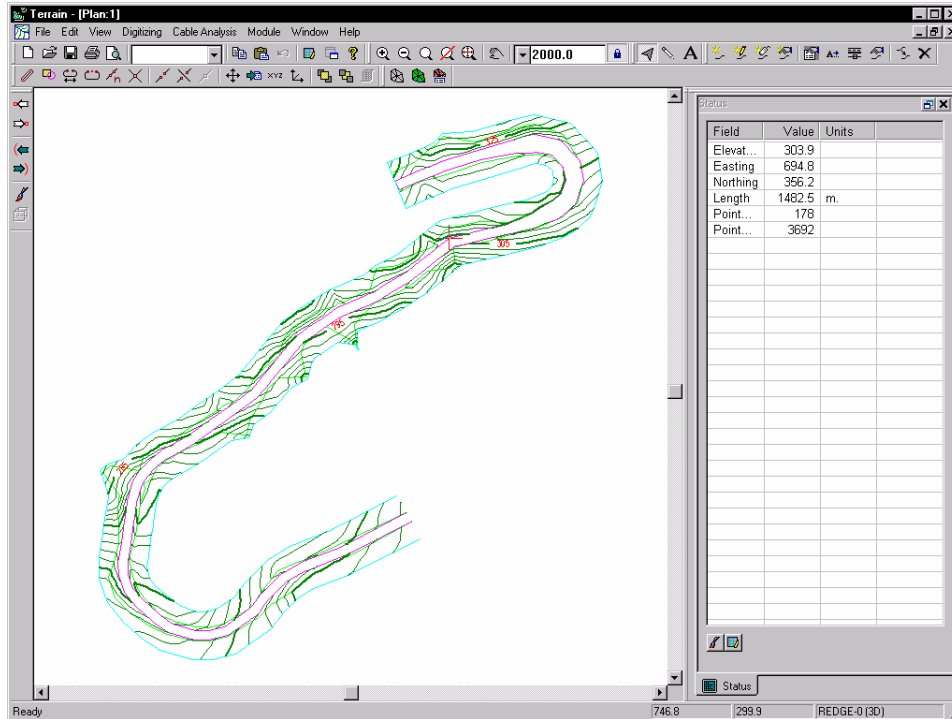 Terrain - [Plan:1]
File Edit View Digitizing Cable Analysis Module Window Help
2000.0
A A±
XYZ
Status
Field Value Units
Elevat... 303.9
Easting 694.8
Northing 356.2
Length 1482.5 m.
Point... 178
Point... 3692
305
295
Status
Ready 746.8 299.9 REDGE-0 (3D)